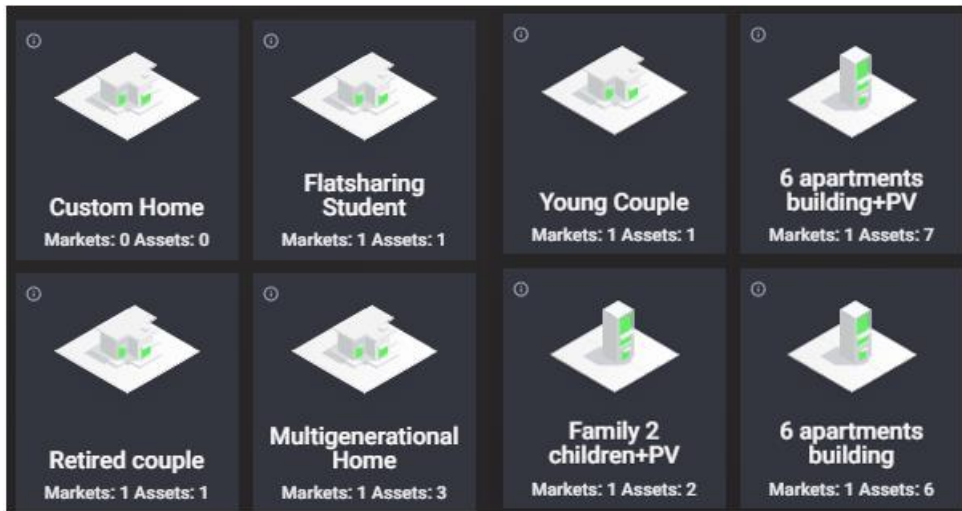 Custom Home
Markets: 0 Assets: 0
Flatsharing
Student
Markets: 1 Assets: 1
Young Couple
Markets: 1 Assets: 1
6 apartments
building+PV
Markets: 1 Assets: 7
Retired couple
Markets: 1 Assets: 1
Multigenerational
Home
Markets: 1 Assets: 3
Family 2
children+PV
Markets: 1 Assets: 2
6 apartments
building
Markets: 1 Assets: 6